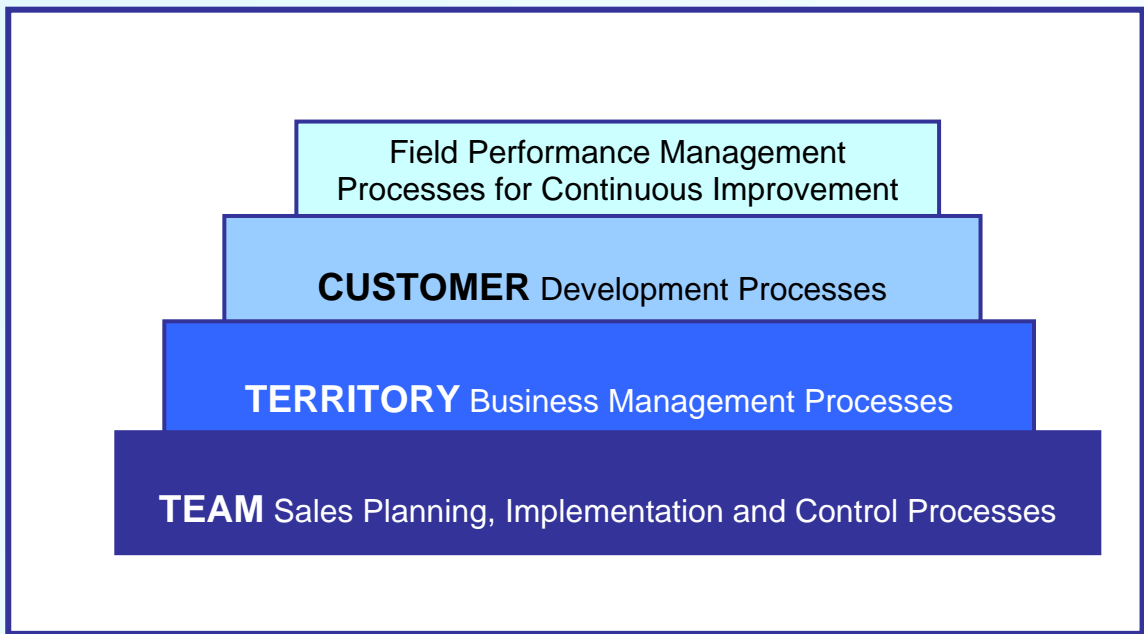 Field Performance Management
Processes for Continuous Improvement
CUSTOMER Development Processes
TERRITORY Business Management Processes
TEAM Sales Planning, Implementation and Control Processes